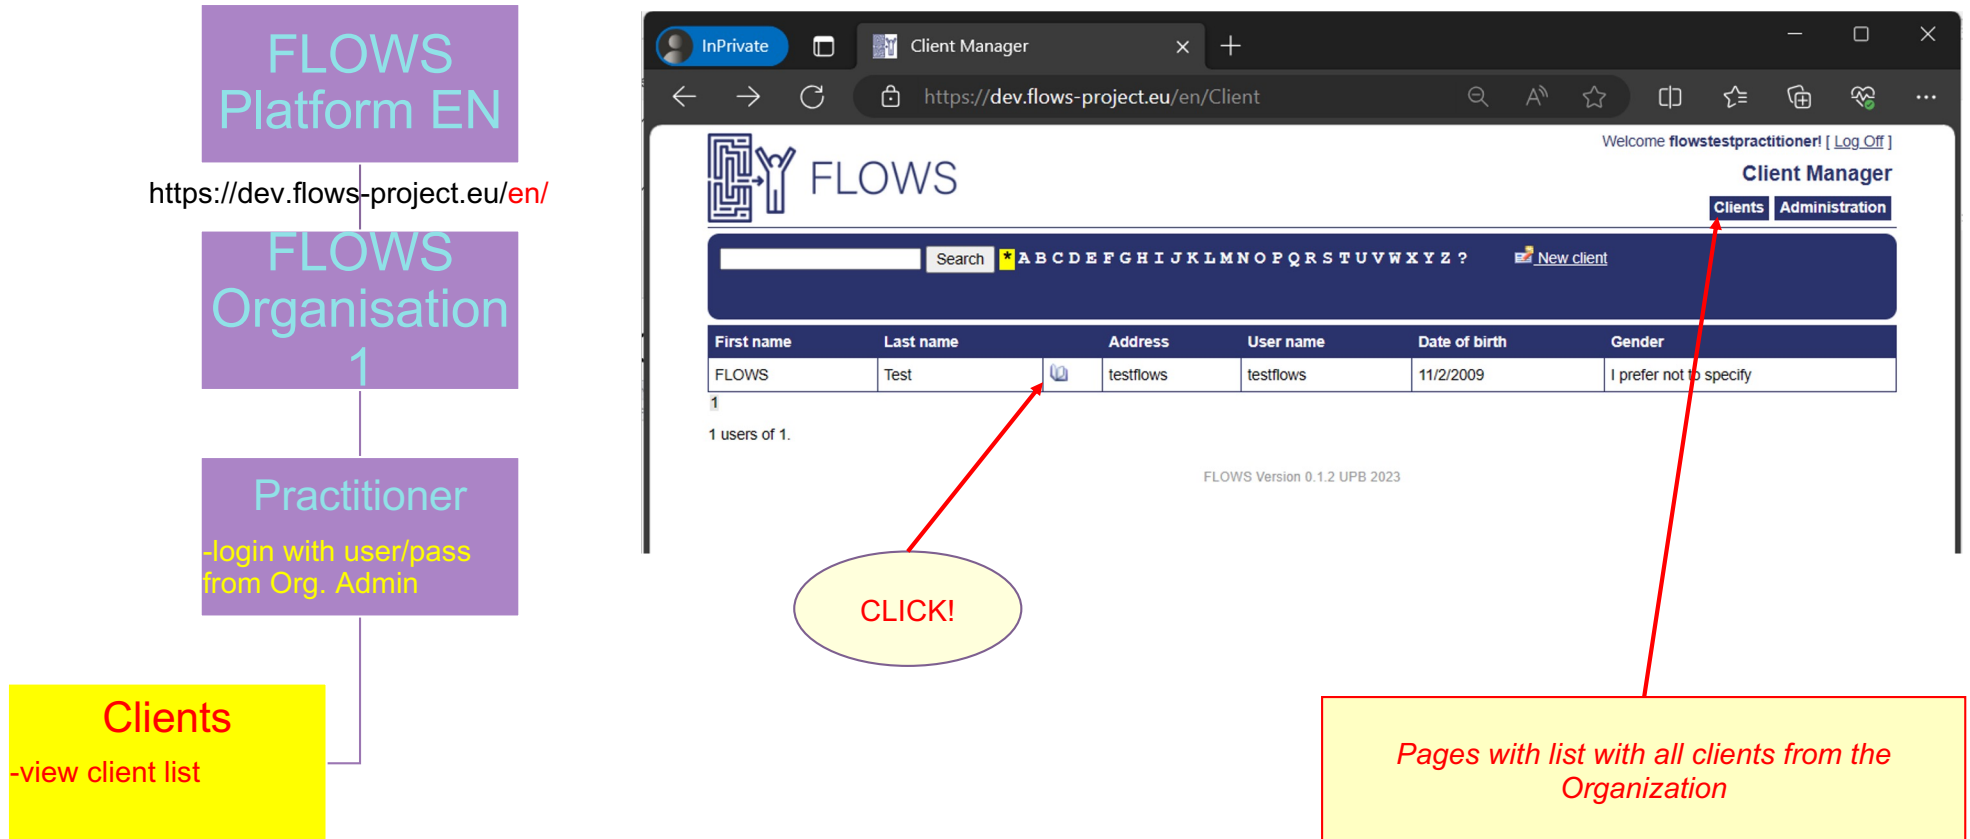 FLOWS
Platform EN
https://dev.flows-project.eu/en/
FLOWS
Organisation
1
Practitioner
-login with user/pass
from Org. Admin
Clients
-view client list
InPrivate
Client Manager
https://dev.flows-project.eu/en/Client
FLOWS
Welcome flowstestpractitioner! [ Log Off ]
Client Manager
Clients Administration
Search * A B C D E F G H I J K L M N O P Q R S T U V W X Y Z ? New client
First name Last name Address User name Date of birth Gender
FLOWS Test testflows testflows 11/2/2009 I prefer not to specify
1
1 users of 1.
FLOWS Version 0.1.2 UPB 2023
CLICK!
Pages with list with all clients from the
Organization